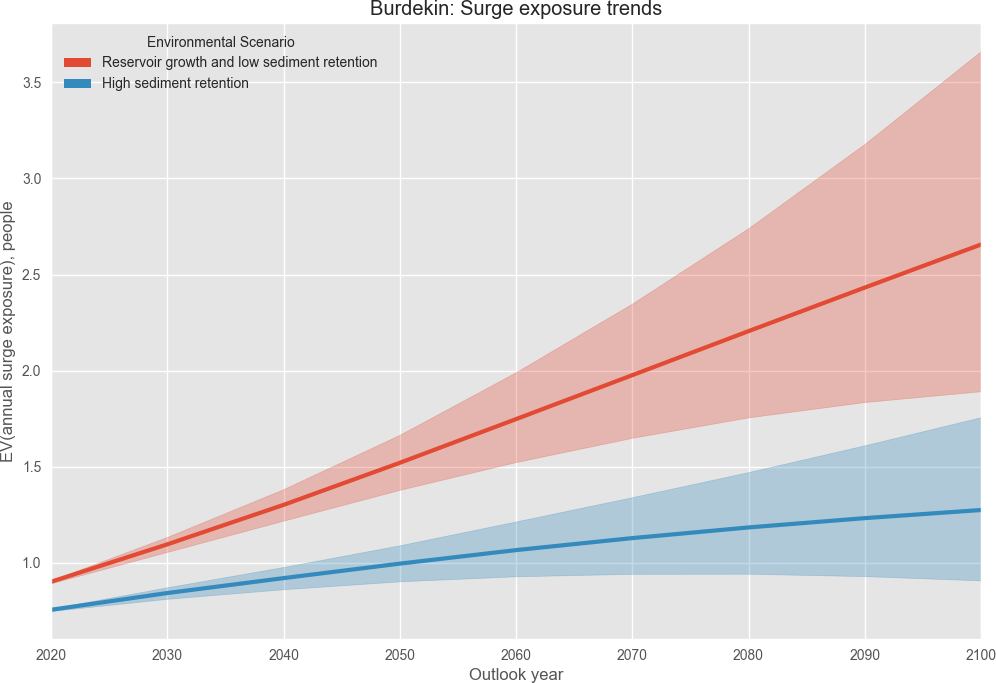 Burdekin: Surge exposure trends
Environmental Scenario
Reservoir growth and low sediment retention
High sediment retention
EV(annual surge exposure), people
3.5
3.0
2.5
2.0
1.5
1.0
2020 2030 2040 2050 2060 2070 2080 2090 2100
Outlook year